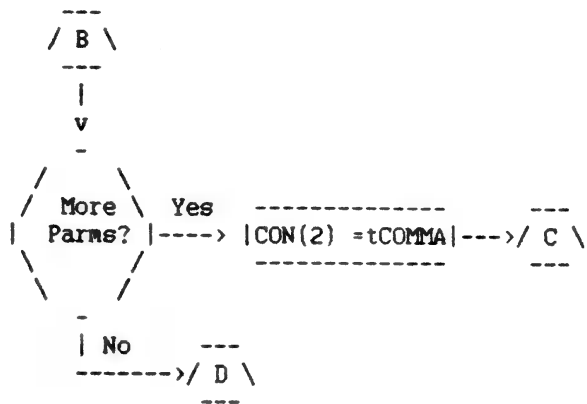 B
v
More Yes
Parms? CON(2) =tCOMMA C
No
D